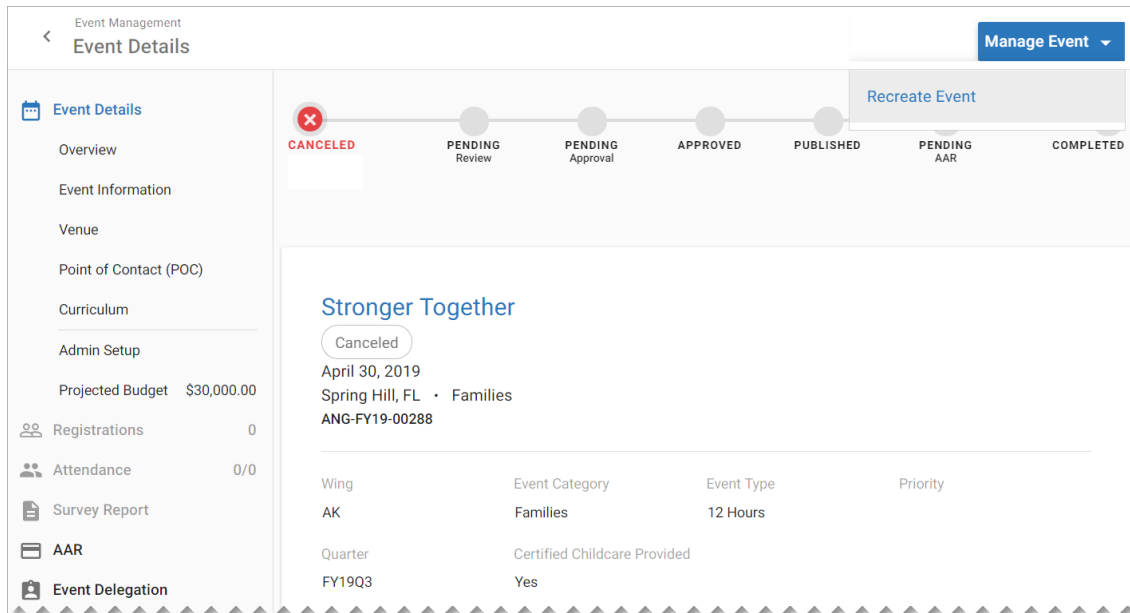 Event Management
Event Details
Manage Event
Recreate Event
Event Details
Overview
Event Information
Venue
Point of Contact (POC)
Curriculum
Admin Setup
Projected Budget $30,000.00
Registrations 0
Attendance 0/0
Survey Report
AAR
Event Delegation
CANCELED
PENDING
Review
PENDING
Approval
APPROVED
PUBLISHED
PENDING
AAR
COMPLETED
Stronger Together
Canceled
April 30, 2019
Spring Hill, FL • Families
ANG-FY19-00288
Wing Event Category Event Type Priority
AK Families 12 Hours
Quarter Certified Childcare Provided
FY19Q3 Yes